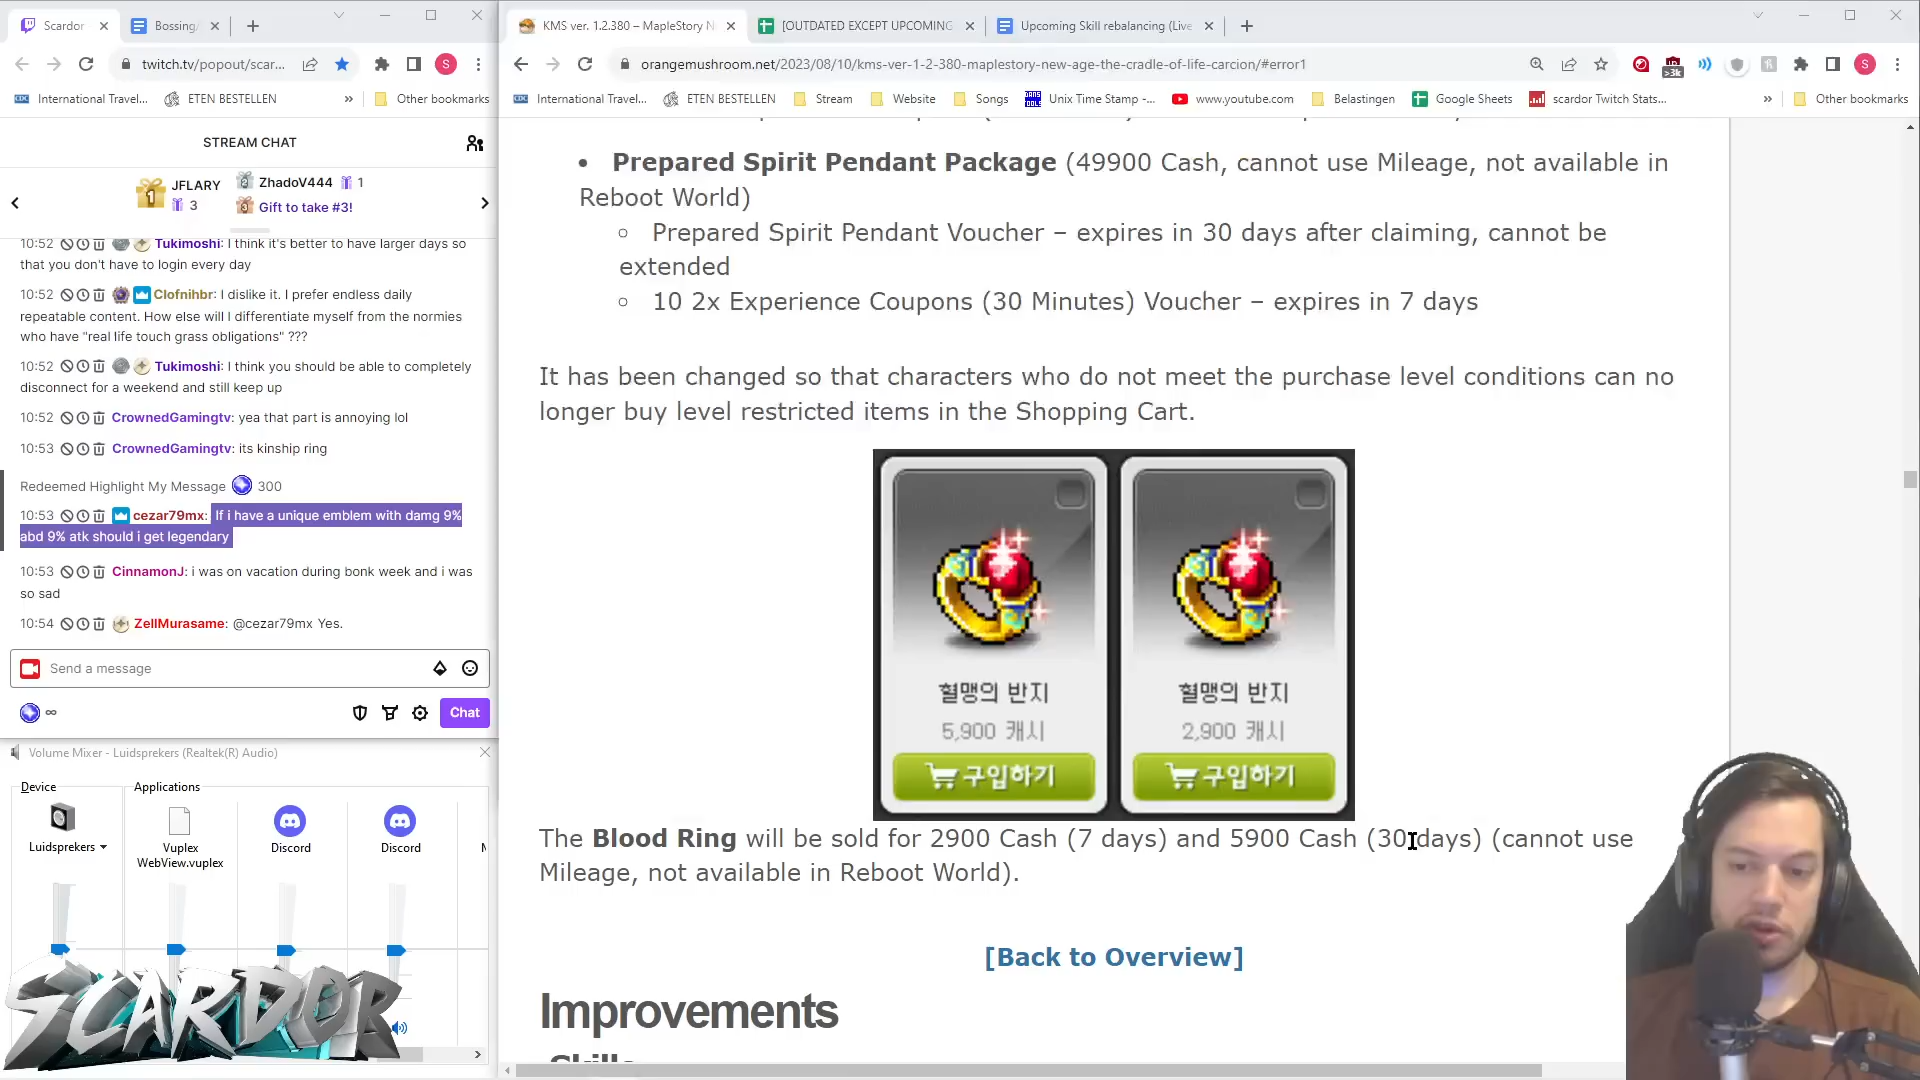 Scardor
Bossing/
KMS ver. 1.2.380 – MapleStory N
[OUTDATED EXCEPT UPCOMING
Upcoming Skill rebalancing (Live
twitch.tv/popout/scar...
orangemushroom.net/2023/08/10/kms-ver-1-2-380-maplestory-new-age-the-cradle-of-life-carcion/#error1
>3k
S
S
CDC International Travel...
ETEN BESTELLEN
»
Other bookmarks
CDC International Travel...
ETEN BESTELLEN
Stream
Website
Songs
Unix Time Stamp -...
www.youtube.com
Belastingen
Google Sheets
scardor Twitch Stats...
»
Other bookmarks
STREAM CHAT
1 JFLARY
3
2 ZhadoV444 1
3 Gift to take #3!
10:52 Tukimoshi: I think it's better to have larger days so
that you don't have to login every day
10:52 Clofnihbr: I dislike it. I prefer endless daily
repeatable content. How else will I differentiate myself from the normies
who have "real life touch grass obligations" ???
10:52 Tukimoshi: I think you should be able to completely
disconnect for a weekend and still keep up
10:52 CrownedGamingtv: yea that part is annoying lol
10:53 CrownedGamingtv: its kinship ring
Redeemed Highlight My Message 300
10:53 cezar79mx: If i have a unique emblem with damg 9%
abd 9% atk should i get legendary
10:53 CinnamonJ: i was on vacation during bonk week and i was
so sad
10:54 ZellMurasame: @cezar79mx Yes.
Send a message
∞
Chat
Volume Mixer - Luidsprekers (Realtek(R) Audio)
Device
Applications
Luidsprekers
Vuplex
WebView.vuplex
Discord
Discord
SCARDOR
• Prepared Spirit Pendant Package (49900 Cash, cannot use Mileage, not available in
Reboot World)
○ Prepared Spirit Pendant Voucher – expires in 30 days after claiming, cannot be
extended
○ 10 2x Experience Coupons (30 Minutes) Voucher – expires in 7 days
It has been changed so that characters who do not meet the purchase level conditions can no
longer buy level restricted items in the Shopping Cart.
혈맹의 반지
5,900 캐시
구입하기
혈맹의 반지
2,900 캐시
구입하기
The Blood Ring will be sold for 2900 Cash (7 days) and 5900 Cash (30 days) (cannot use
Mileage, not available in Reboot World).
[Back to Overview]
Improvements
Skills